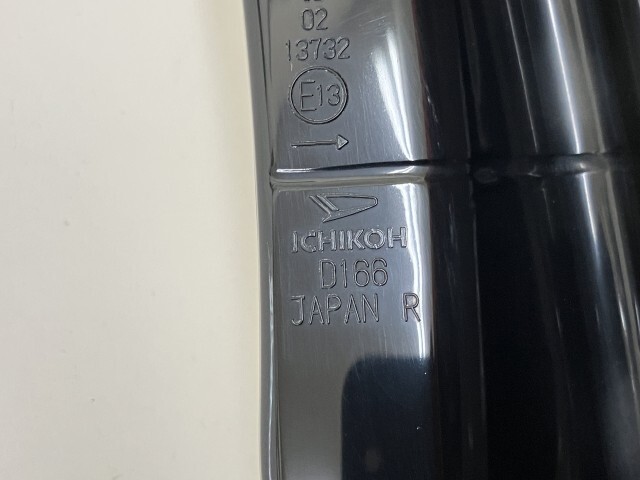 02
13732
E13
ICHIKOH
D166
JAPAN R